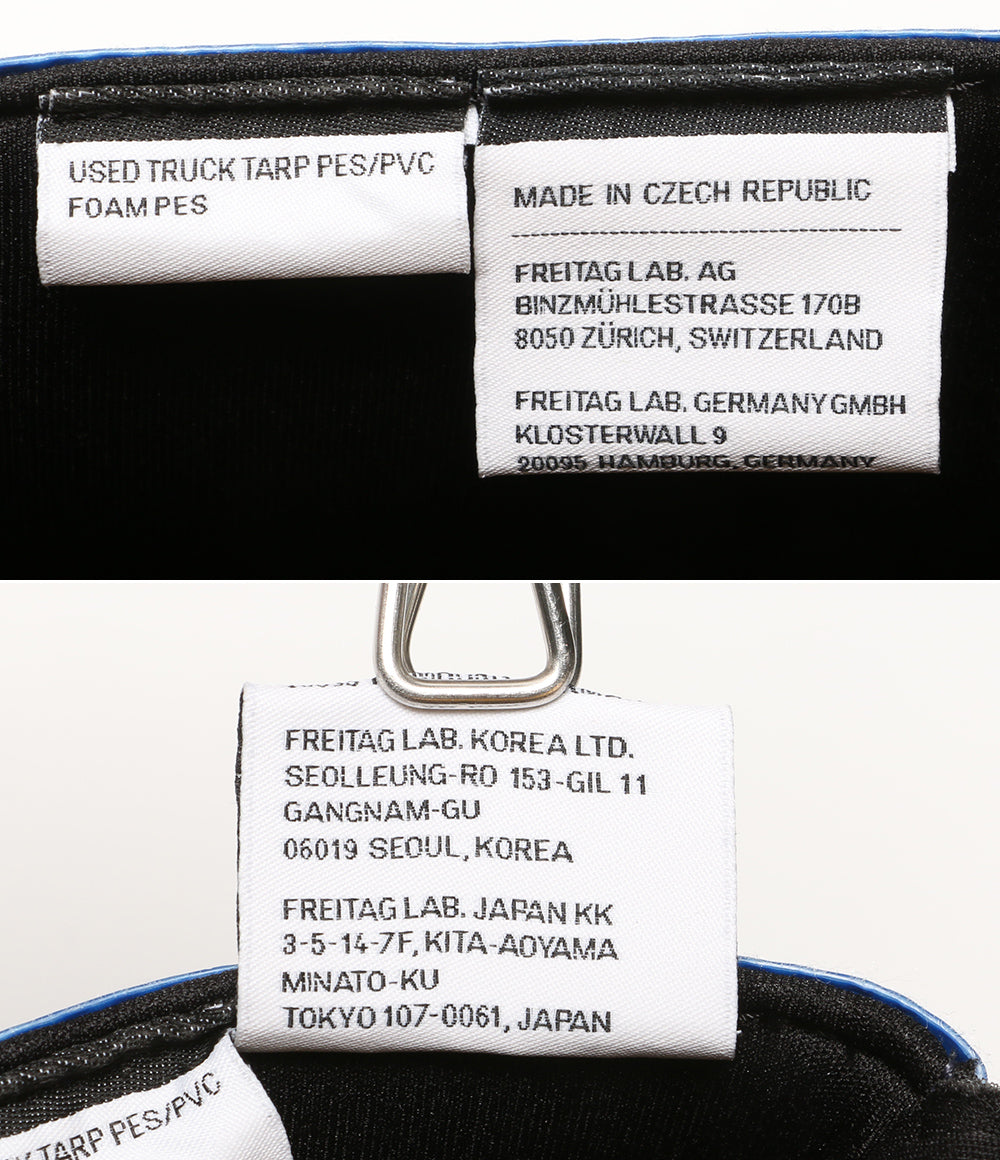 USED TRUCK TARP PES/PVC
FOAM PES
MADE IN CZECH REPUBLIC
FREITAG LAB. AG
BINZMÜHLESTRASSE 170B
8050 ZÜRICH, SWITZERLAND
FREITAG LAB. GERMANY GMBH
KLOSTERWALL 9
20095 HAMBURG, GERMANY
FREITAG LAB. KOREA LTD.
SEOLLEUNG-RO 153-GIL 11
GANGNAM-GU
06019 SEOUL, KOREA
FREITAG LAB. JAPAN KK
3-5-14-7F, KITA-AOYAMA
MINATO-KU
TOKYO 107-0061, JAPAN
TARP PES/PVC